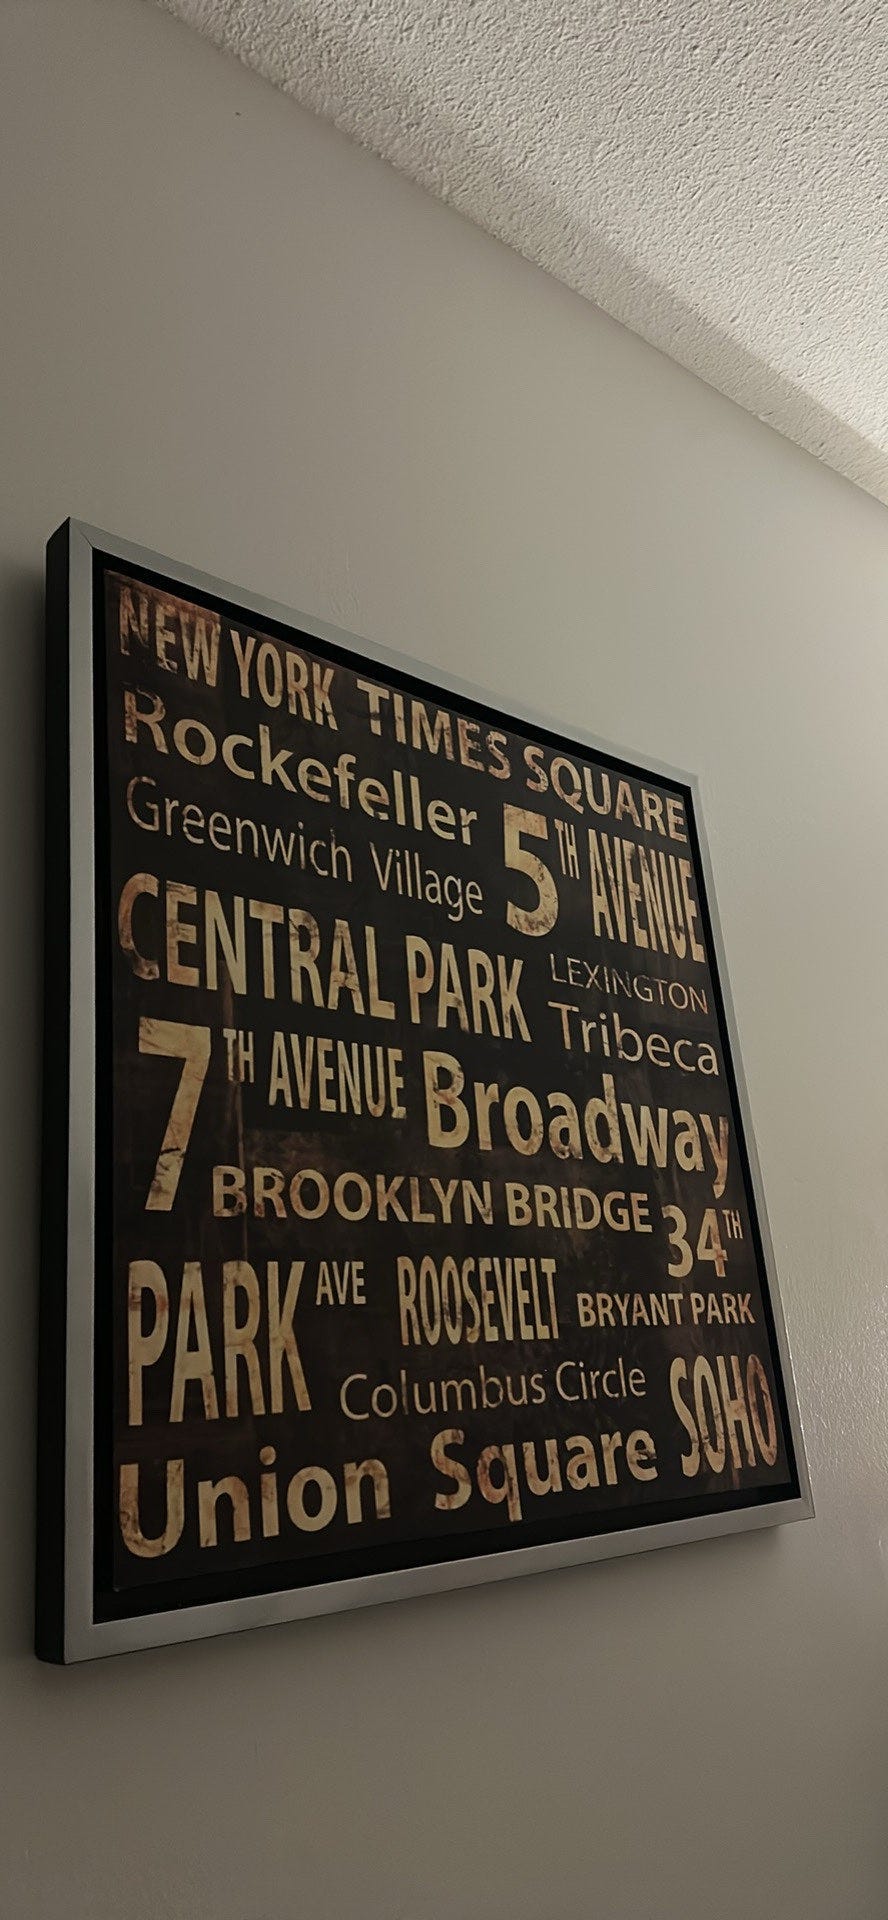 NEW YORK TIMES SQUARE
Rockefeller
Greenwich Village
5TH AVENUE
CENTRAL PARK
LEXINGTON
Tribeca
7TH AVENUE Broadway
BROOKLYN BRIDGE
34TH
PARK AVE ROOSEVELT BRYANT PARK
Columbus Circle
SOHO
Union Square